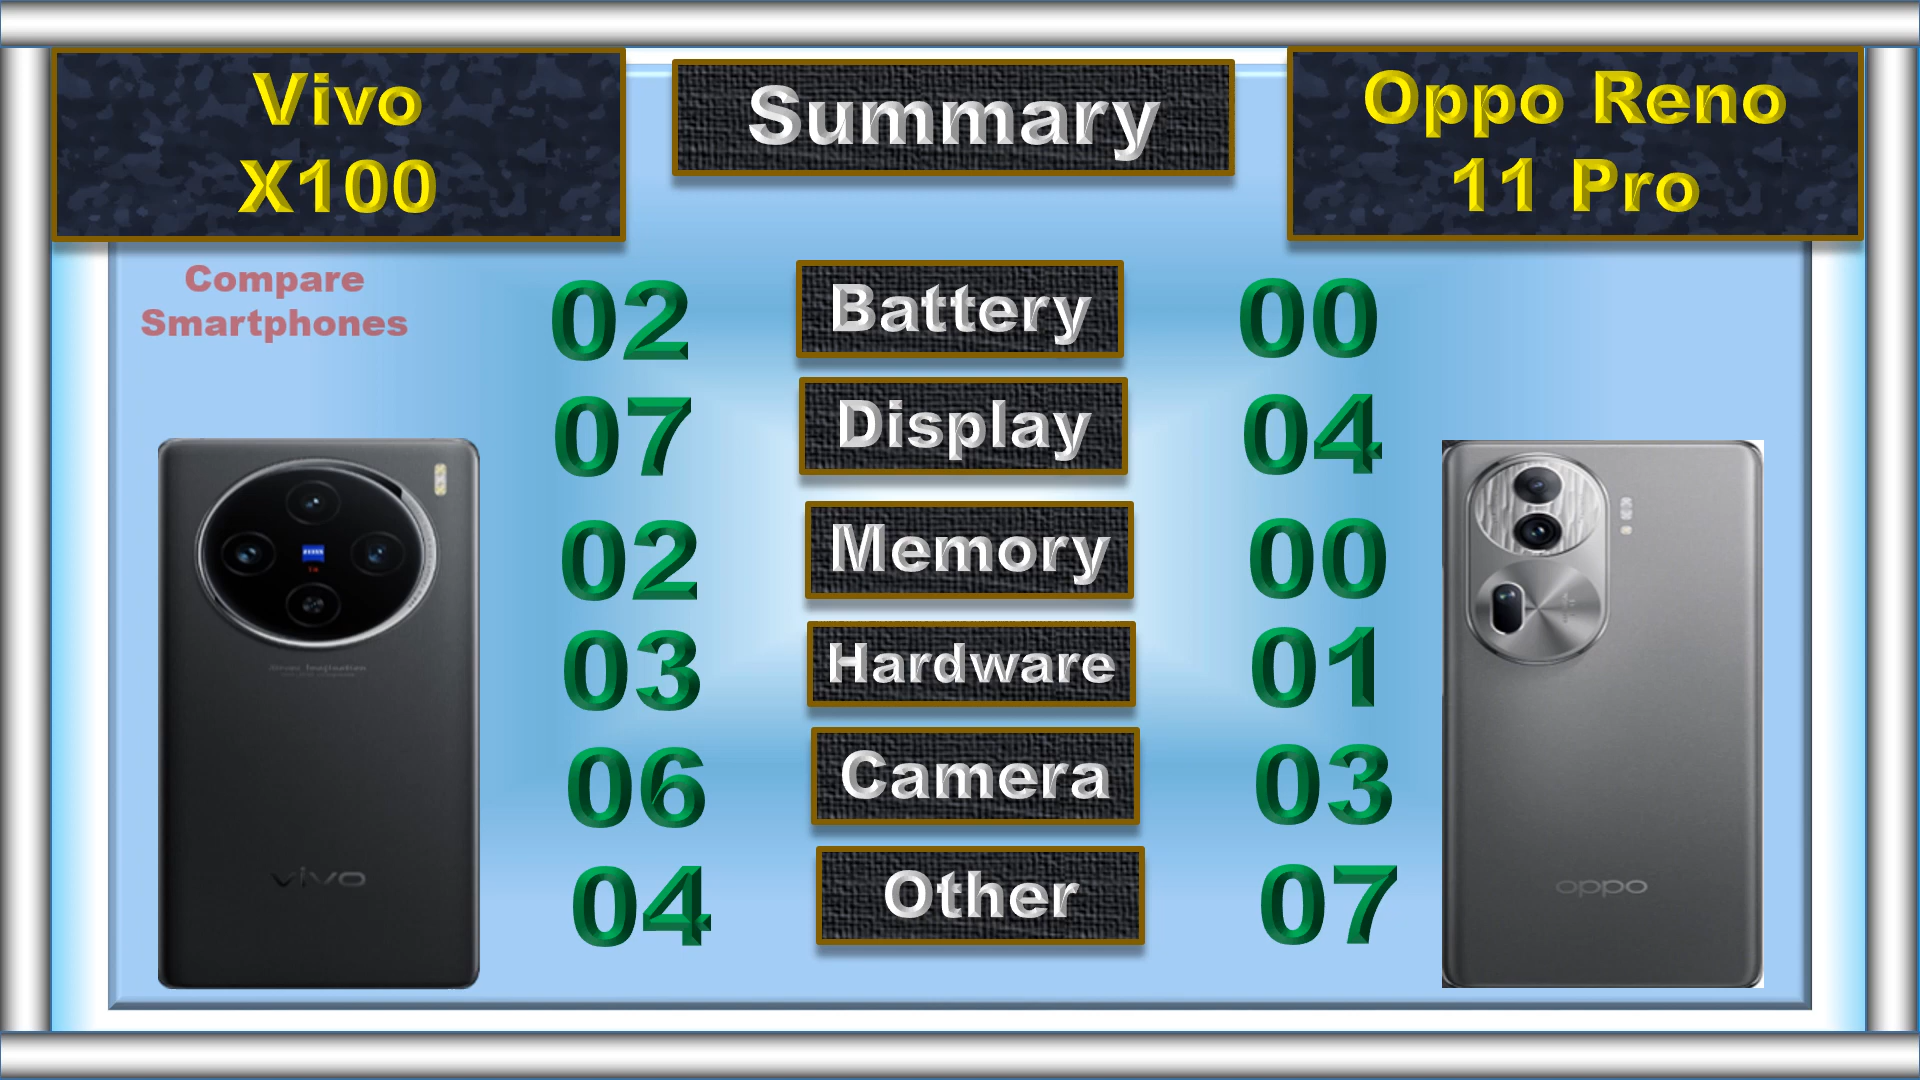 Vivo
X100
Summary
Oppo Reno
11 Pro
Compare
Smartphones
02 Battery 00
07 Display 04
02 Memory 00
03 Hardware 01
06 Camera 03
04 Other 07
vivo
oppo